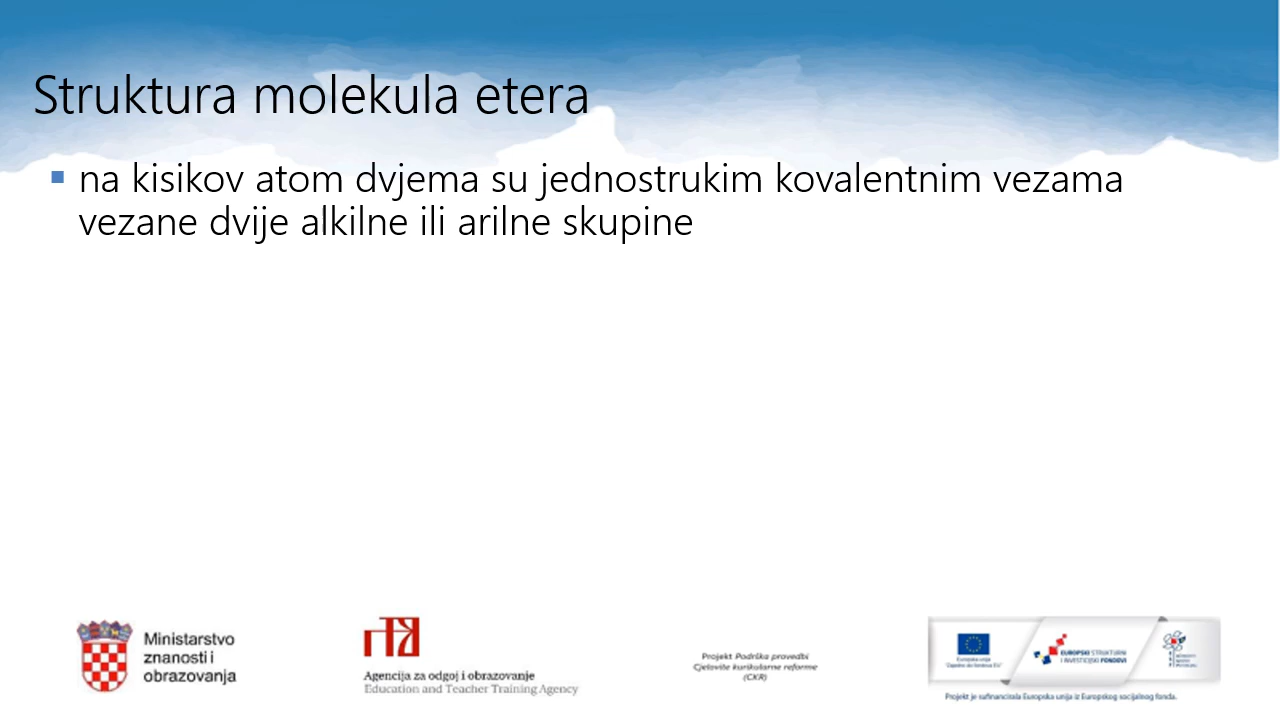 Struktura molekula etera
na kisikov atom dvjema su jednostrukim kovalentnim vezama
vezane dvije alkilne ili arilne skupine
Ministarstvo
znanosti i
obrazovanja
Agencija za odgoj i obrazovanje
Education and Teacher Training Agency
Projekt Podrška provedbi
Cjelovite kurikularne reforme
(CKR)
Europska unija
EUROPSKI STRUKTURNI
I INVESTICIJSKI FONDOVI
Projekt je sufinancirala Europska unija iz Europskog socijalnog fonda.